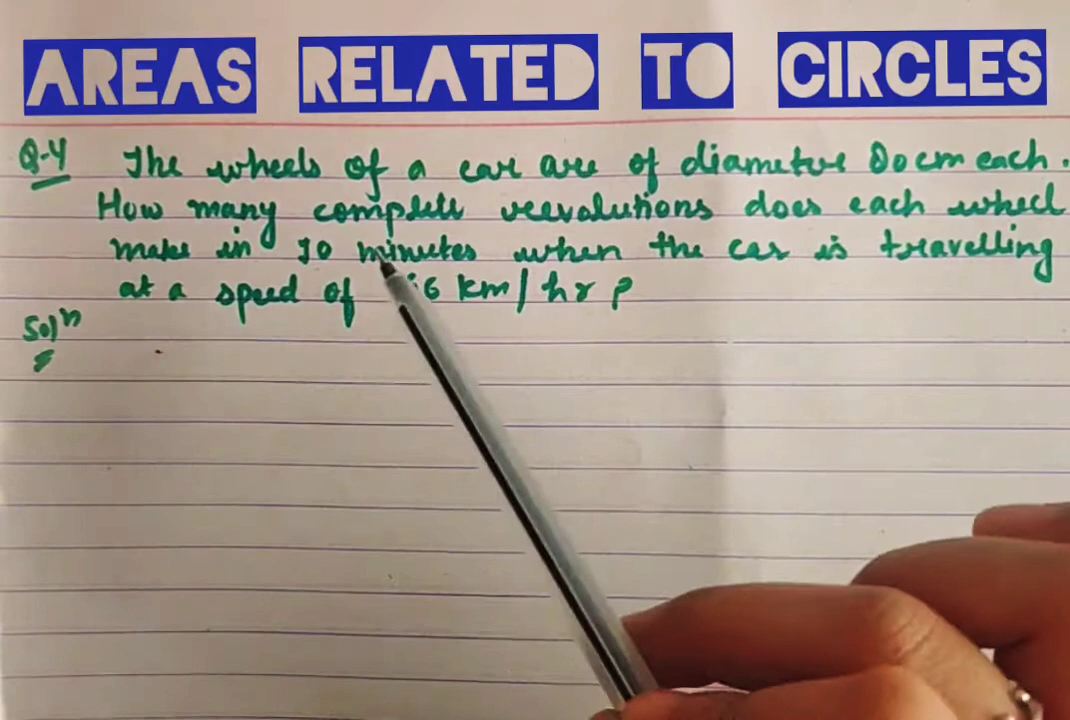 AREAS RELATED TO CIRCLES
Q-4 The wheels of a car are of diameter 80cm each.
How many complete revolutions does each wheel
make in 10 minutes when the car is travelling
at a speed of 6 km/hr ?
Solⁿ